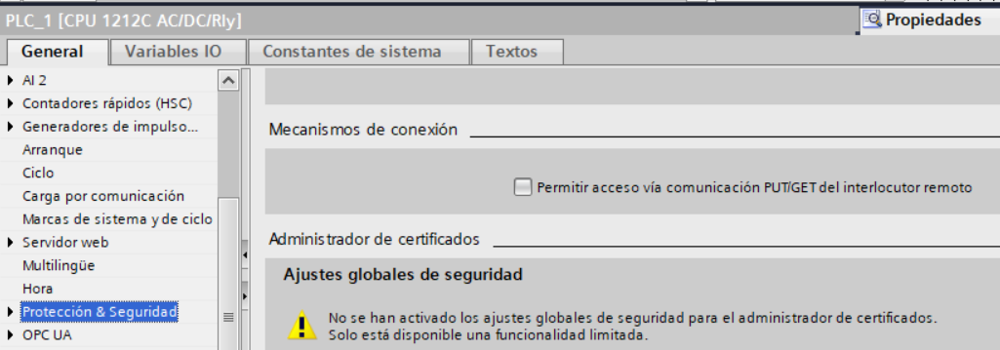 PLC_1 [CPU 1212C AC/DC/Rly]
Propiedades
General
Variables IO
Constantes de sistema
Textos
AI 2
Contadores rápidos (HSC)
Generadores de impulso...
Arranque
Ciclo
Carga por comunicación
Marcas de sistema y de ciclo
Servidor web
Multilingüe
Hora
Protección & Seguridad
OPC UA
Mecanismos de conexión
Permitir acceso vía comunicación PUT/GET del interlocutor remoto
Administrador de certificados
Ajustes globales de seguridad
No se han activado los ajustes globales de seguridad para el administrador de certificados.
Solo está disponible una funcionalidad limitada.